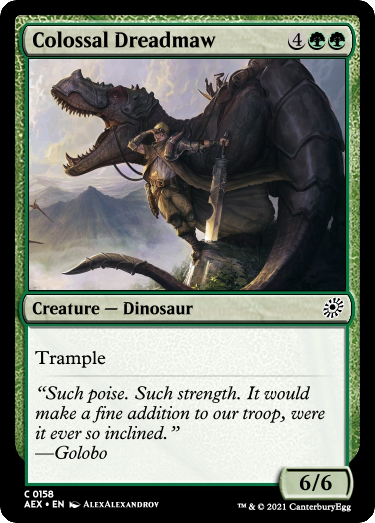 Colossal Dreadmaw 4
Creature — Dinosaur
Trample
“Such poise. Such strength. It would
make a fine addition to our troop, were
it ever so inclined.”
—Golobo
6/6
C 0158
AEX • EN AlexAlexandrov
™ & © 2021 CanterburyEgg